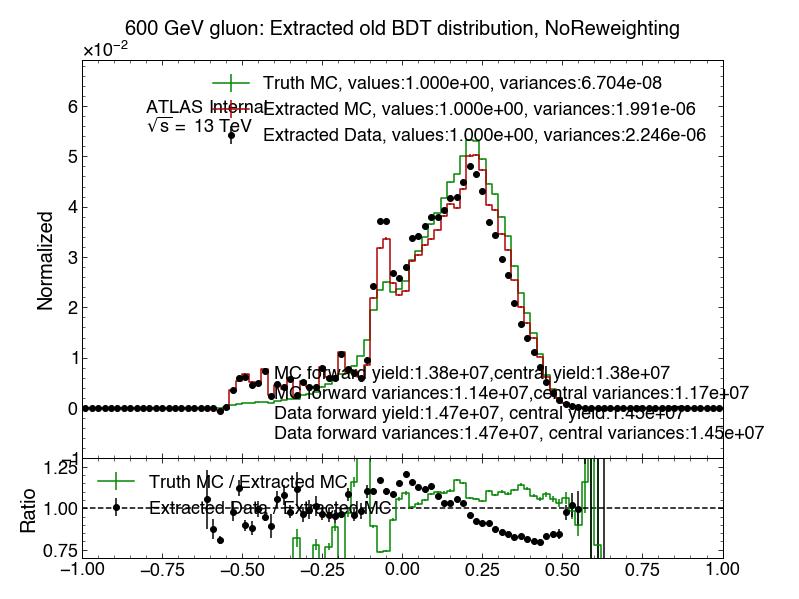 600 GeV gluon: Extracted old BDT distribution, NoReweighting
×10⁻²
Truth MC, values:1.000e+00, variances:6.704e-08
ATLAS Internal
Extracted MC, values:1.000e+00, variances:1.991e-06
√s = 13 TeV
Extracted Data, values:1.000e+00, variances:2.246e-06
6
5
4
3
2
1
0
−1
Normalized
MC forward yield:1.38e+07,central yield:1.38e+07
MC forward variances:1.14e+07,central variances:1.17e+07
Data forward yield:1.47e+07, central yield:1.45e+07
Data forward variances:1.47e+07, central variances:1.45e+07
1.25
1.00
0.75
Ratio
Truth MC / Extracted MC
Extracted Data / Extracted MC
−1.00 −0.75 −0.50 −0.25 0.00 0.25 0.50 0.75 1.00